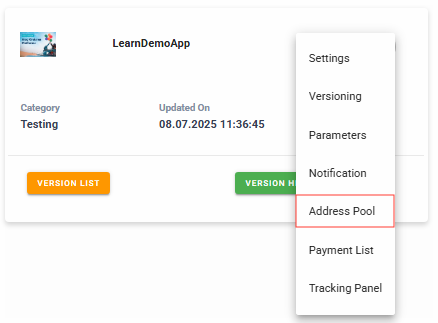 LearnDemoApp
Category
Updated On
Testing
08.07.2025 11:36:45
VERSION LIST
VERSION H
Settings
Versioning
Parameters
Notification
Address Pool
Payment List
Tracking Panel